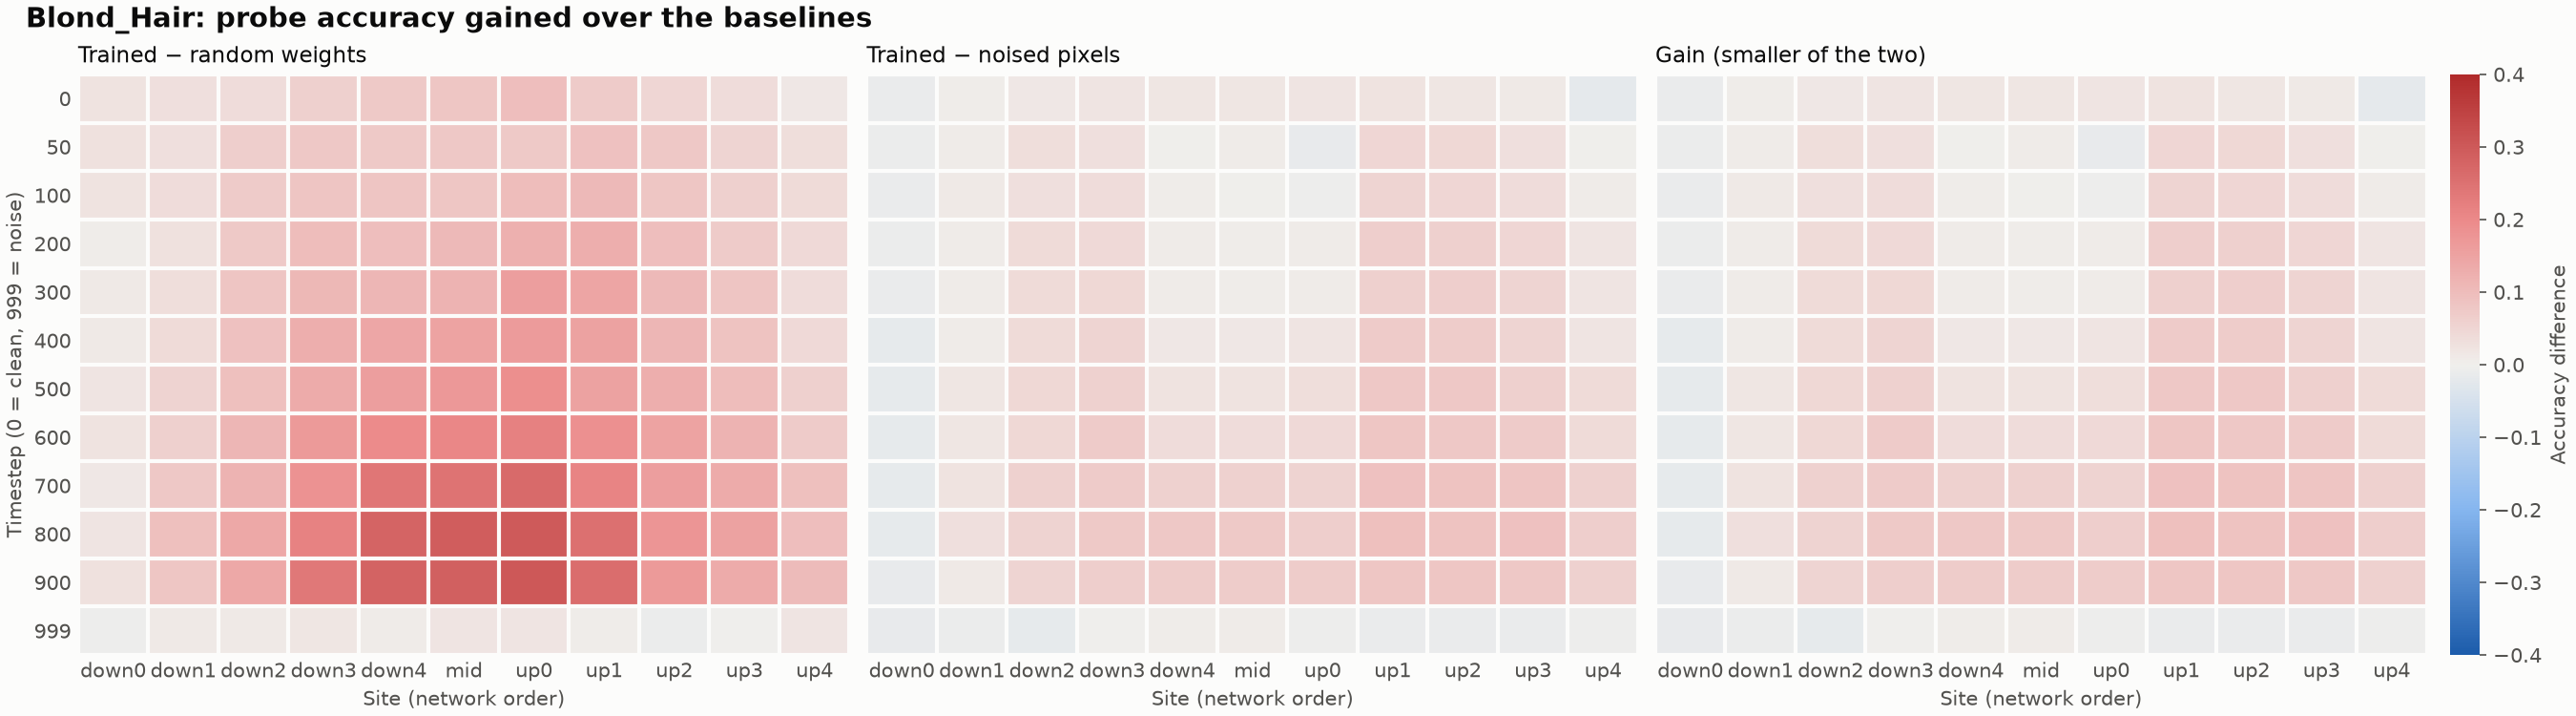 Blond_Hair: probe accuracy gained over the baselines
Trained − random weights
Trained − noised pixels
Gain (smaller of the two)
Timestep (0 = clean, 999 = noise)
0
50
100
200
300
400
500
600
700
800
900
999
down0 down1 down2 down3 down4 mid up0 up1 up2 up3 up4
Site (network order)
down0 down1 down2 down3 down4 mid up0 up1 up2 up3 up4
Site (network order)
down0 down1 down2 down3 down4 mid up0 up1 up2 up3 up4
Site (network order)
0.4
0.3
0.2
0.1
0.0
−0.1
−0.2
−0.3
−0.4
Accuracy difference